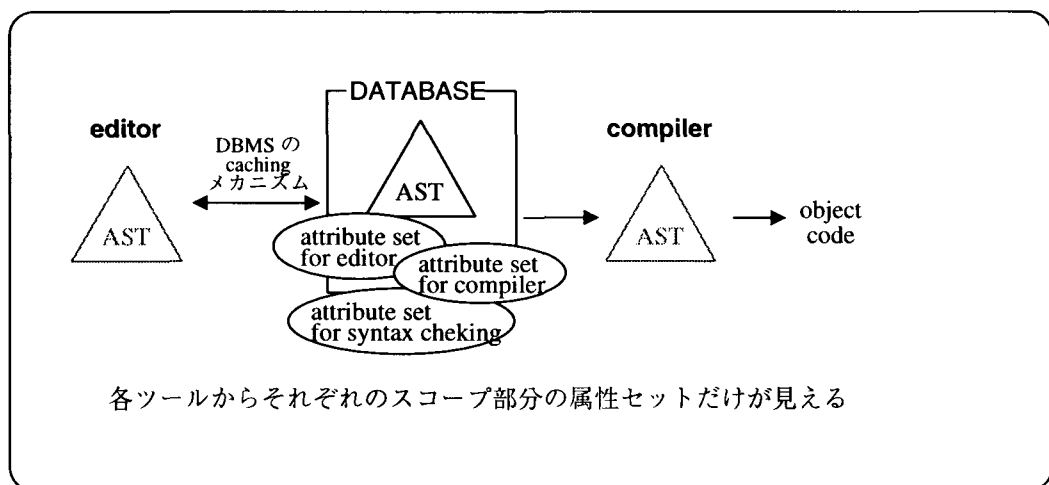 DATABASE
editor
DBMS の
caching
メカニズム
compiler
AST
AST
AST
object
code
attribute set
for editor
attribute set
for compiler
attribute set
for syntax cheking
各ツールからそれぞれのスコープ部分の属性セットだけが見える